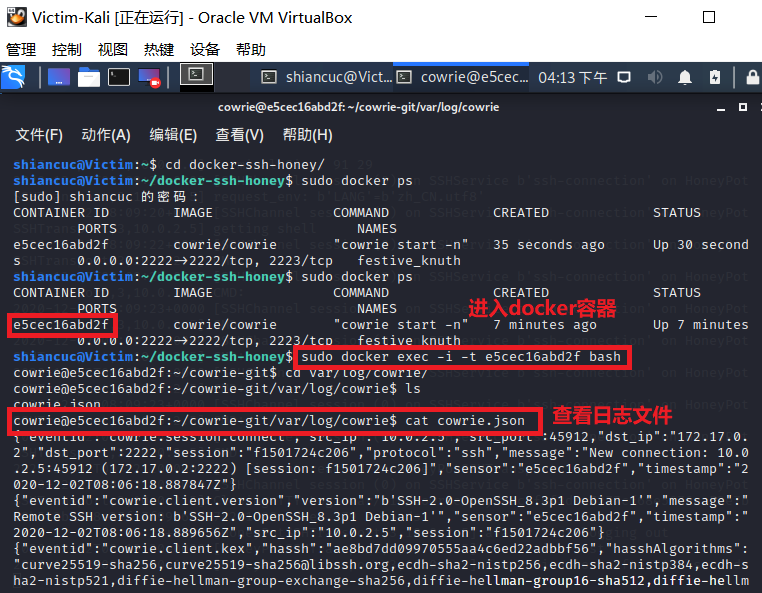 Victim-Kali [正在运行] - Oracle VM VirtualBox
管理 控制 视图 热键 设备 帮助
shiancuc@Vict... cowrie@e5cec... 04:13 下午
cowrie@e5cec16abd2f: ~/cowrie-git/var/log/cowrie
文件(F) 动作(A) 编辑(E) 查看(V) 帮助(H)
shiancuc@Victim:~$ cd docker-ssh-honey/
shiancuc@Victim:~/docker-ssh-honey$ sudo docker ps
[sudo] shiancuc 的密码：
CONTAINER ID IMAGE COMMAND CREATED STATUS
PORTS NAMES
e5cec16abd2f cowrie/cowrie "cowrie start -n" 35 seconds ago Up 30 second
s 0.0.0.0:2222→2222/tcp, 2223/tcp festive_knuth
shiancuc@Victim:~/docker-ssh-honey$ sudo docker ps
CONTAINER ID IMAGE COMMAND CREATED STATUS
PORTS NAMES
进入docker容器
e5cec16abd2f cowrie/cowrie "cowrie start -n" 7 minutes ago Up 7 minutes
0.0.0.0:2222→2222/tcp, 2223/tcp festive_knuth
shiancuc@Victim:~/docker-ssh-honey$ sudo docker exec -i -t e5cec16abd2f bash
cowrie@e5cec16abd2f:~/cowrie-git$ cd var/log/cowrie/
cowrie@e5cec16abd2f:~/cowrie-git/var/log/cowrie$ ls
cowrie.json
cowrie@e5cec16abd2f:~/cowrie-git/var/log/cowrie$ cat cowrie.json
查看日志文件
{"eventid":"cowrie.session.connect","src_ip":"10.0.2.5","src_port":45912,"dst_ip":"172.17.0.
2","dst_port":2222,"session":"f1501724c206","protocol":"ssh","message":"New connection: 10.0
.2.5:45912 (172.17.0.2:2222) [session: f1501724c206]","sensor":"e5cec16abd2f","timestamp":"2
020-12-02T08:06:18.887847Z"}
{"eventid":"cowrie.client.version","version":"b'SSH-2.0-OpenSSH_8.3p1 Debian-1'","message":"
Remote SSH version: b'SSH-2.0-OpenSSH_8.3p1 Debian-1'","sensor":"e5cec16abd2f","timestamp":"
2020-12-02T08:06:18.889656Z","src_ip":"10.0.2.5","session":"f1501724c206"}
{"eventid":"cowrie.client.kex","hassh":"ae8bd7dd09970555aa4c6ed22adbbf56","hasshAlgorithms":
"curve25519-sha256,curve25519-sha256@libssh.org,ecdh-sha2-nistp256,ecdh-sha2-nistp384,ecdh-s
ha2-nistp521,diffie-hellman-group-exchange-sha256,diffie-hellman-group16-sha512,diffie-hellm